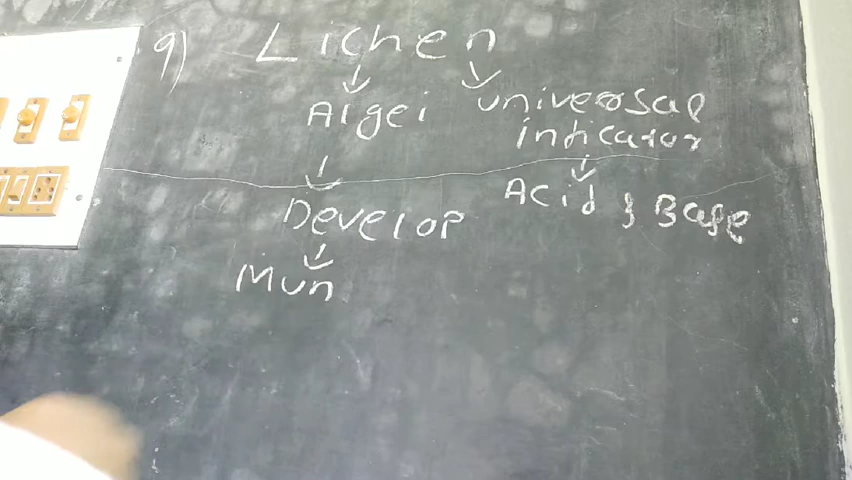 9) Lichen
Algei universal
indicator
Develop Acid & Base
Mun